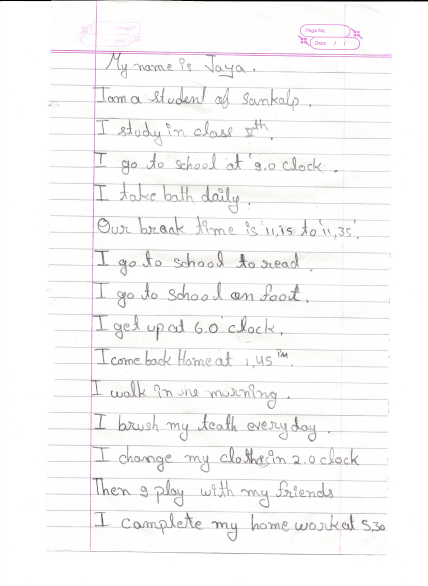 Page No.
Date: / /
My name is Jaya.
I am a student of Sankalp.
I study in class Vth.
I go to school at 9.0 clock.
I take bath daily.
Our break time is '11,15 to '11,35'.
I go to school to read.
I go to school on foot.
I get up at 6.0' clock.
I come back Home at 1,45 PM.
I walk in the morning.
I brush my teath everyday.
I change my clothes in 2.0 clock
Then I play with my friends
I complete my home work at 5,30